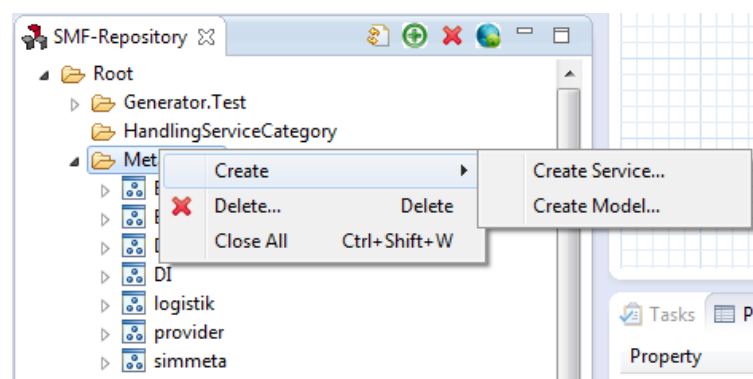 SMF-Repository
Root
Generator.Test
HandlingServiceCategory
Create
Create Service...
Delete... Delete
Create Model...
Close All Ctrl+Shift+W
DI
logistik
provider
simmeta
Tasks
Property